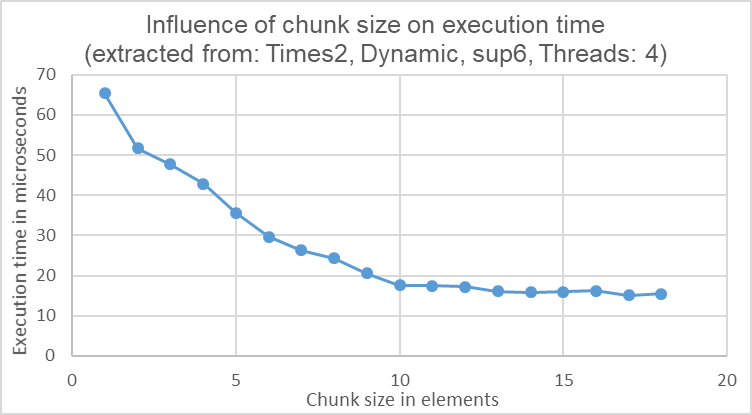 Influence of chunk size on execution time
(extracted from: Times2, Dynamic, sup6, Threads: 4)
Execution time in microseconds
70
60
50
40
30
20
10
0
0 5 10 15 20
Chunk size in elements